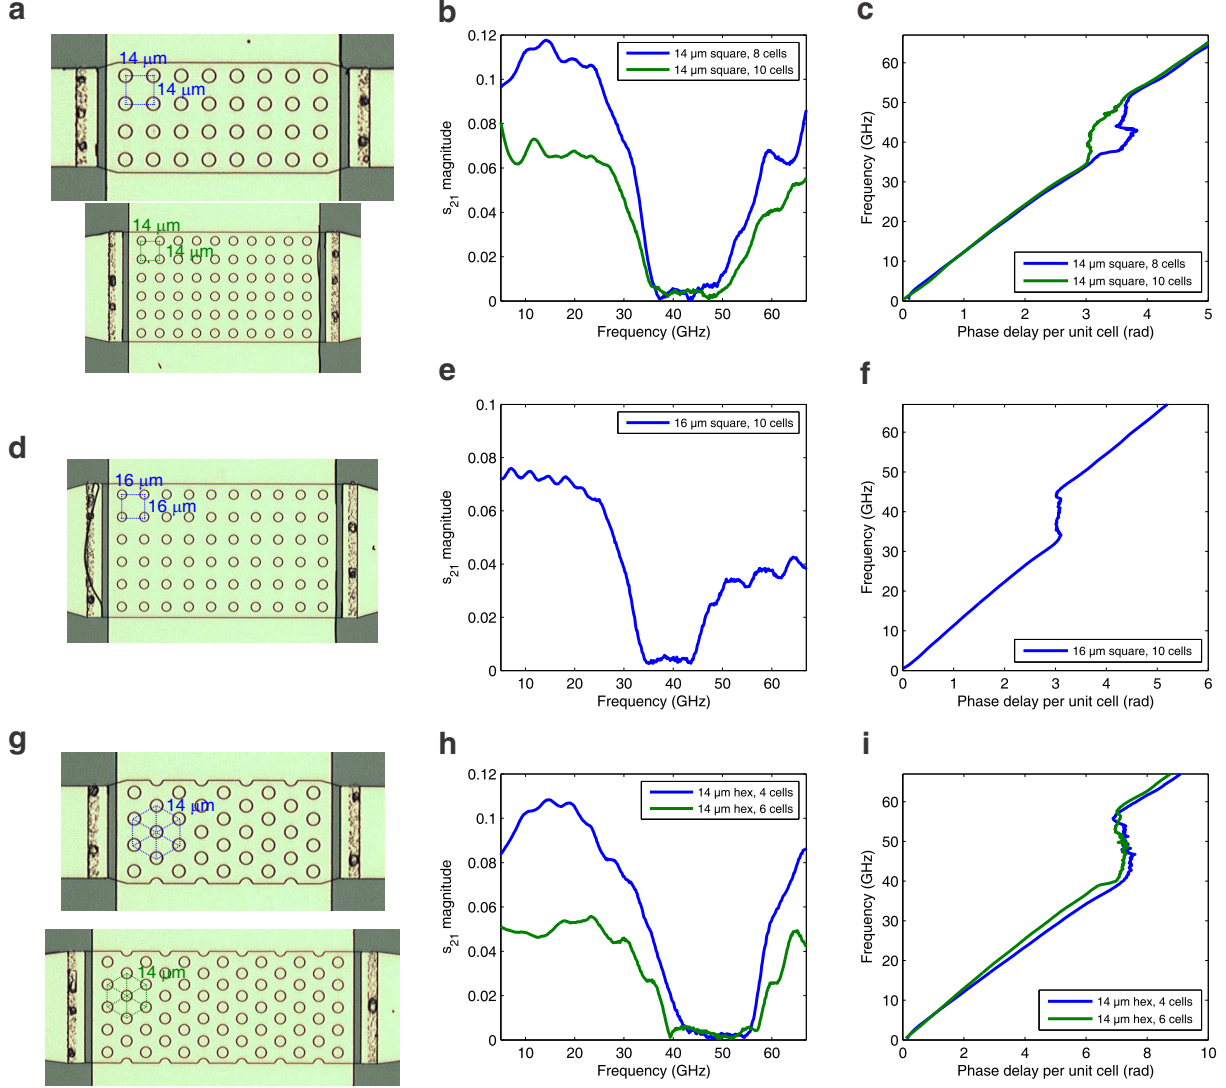 a
14 µm
14 µm
14 µm
14 µm
b
0.12
0.1
0.08
0.06
0.04
0.02
0
s21 magnitude
14 µm square, 8 cells
14 µm square, 10 cells
10 20 30 40 50 60
Frequency (GHz)
c
60
50
40
30
20
10
0
Frequency (GHz)
14 µm square, 8 cells
14 µm square, 10 cells
0 1 2 3 4 5
Phase delay per unit cell (rad)
d
16 µm
16 µm
e
0.1
0.08
0.06
0.04
0.02
0
s21 magnitude
16 µm square, 10 cells
10 20 30 40 50 60
Frequency (GHz)
f
60
50
40
30
20
10
0
Frequency (GHz)
16 µm square, 10 cells
0 1 2 3 4 5 6
Phase delay per unit cell (rad)
g
14 µm
14 µm
h
0.12
0.1
0.08
0.06
0.04
0.02
0
s21 magnitude
14 µm hex, 4 cells
14 µm hex, 6 cells
10 20 30 40 50 60
Frequency (GHz)
i
60
50
40
30
20
10
0
Frequency (GHz)
14 µm hex, 4 cells
14 µm hex, 6 cells
0 2 4 6 8 10
Phase delay per unit cell (rad)